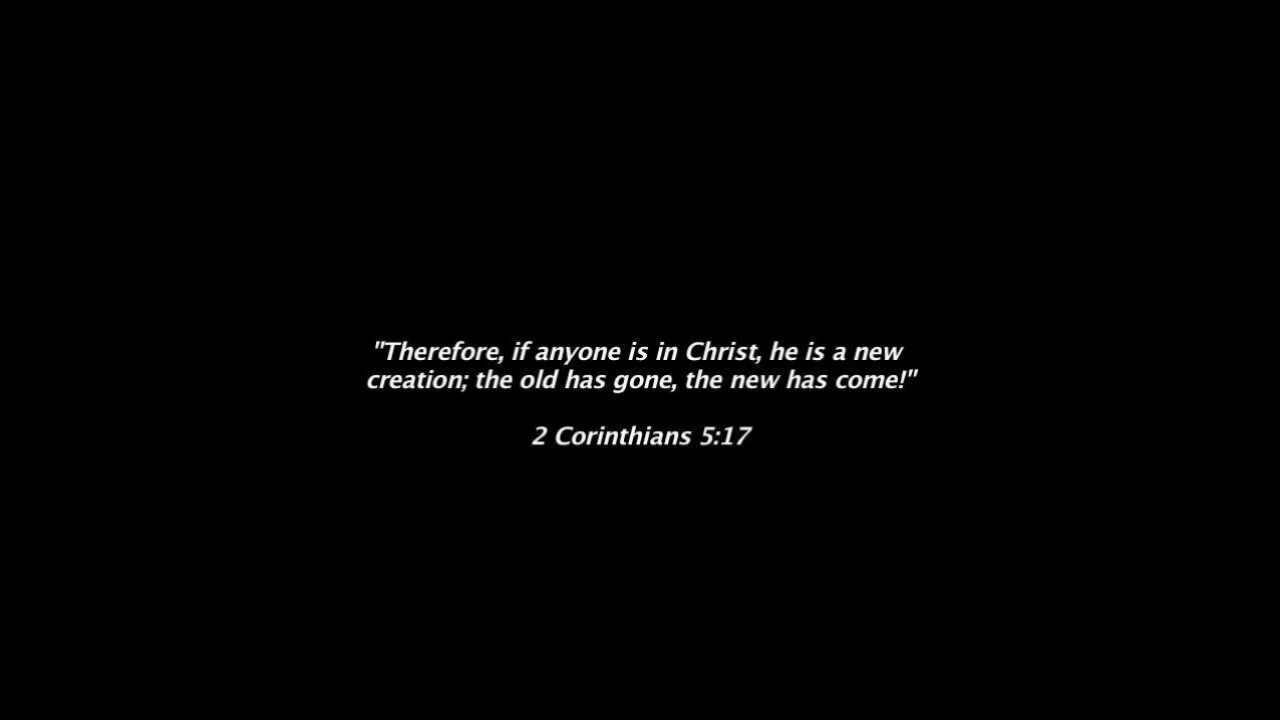 "Therefore, if anyone is in Christ, he is a new
creation; the old has gone, the new has come!"
2 Corinthians 5:17